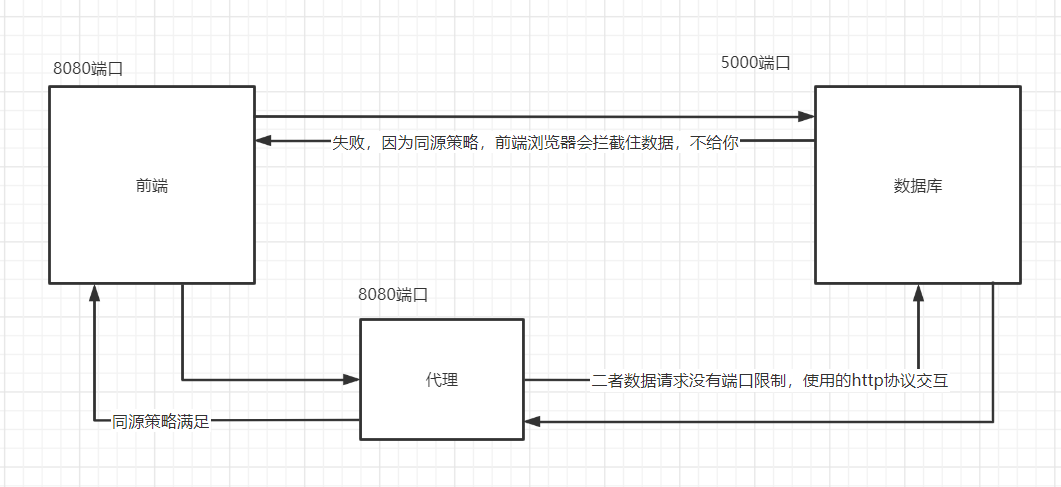 8080端口
5000端口
失败，因为同源策略，前端浏览器会拦截住数据，不给你
前端
数据库
8080端口
代理
二者数据请求没有端口限制，使用的http协议交互
同源策略满足